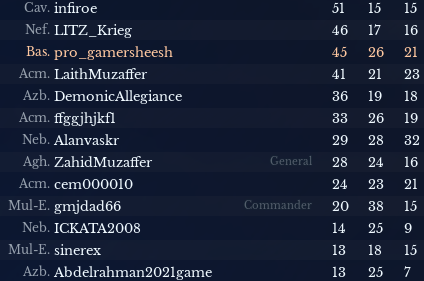 Cav. infiroe 51 15 15
Nef. LITZ_Krieg 46 17 16
Bas. pro_gamersheesh 45 26 21
Acm. LaithMuzaffer 41 21 23
Azb. DemonicAllegiance 36 19 18
Acm. ffggjhjkfl 33 26 19
Neb. Alanvaskr 29 28 32
Agh. ZahidMuzaffer General 28 24 16
Acm. cem000010 24 23 21
Mul-E. gmjdad66 Commander 20 38 15
Neb. ICKATA2008 14 25 9
Mul-E. sinerex 13 18 15
Azb. Abdelrahman2021game 13 25 7